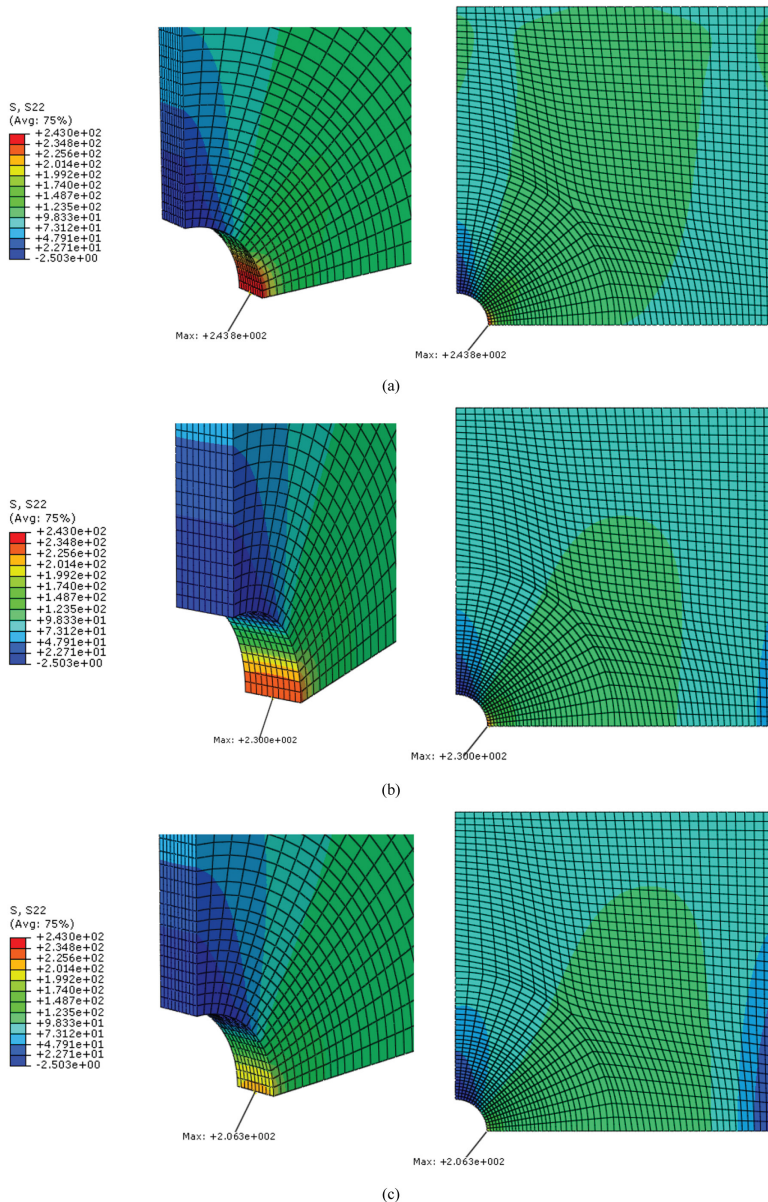 S, S22
(Avg: 75%)
+2.430e+02
+2.348e+02
+2.256e+02
+2.014e+02
+1.992e+02
+1.740e+02
+1.487e+02
+1.235e+02
+9.833e+01
+7.312e+01
+4.791e+01
+2.271e+01
-2.503e+00
Max: +2.438e+002
Max: +2.438e+002
(a)
S, S22
(Avg: 75%)
+2.430e+02
+2.348e+02
+2.256e+02
+2.014e+02
+1.992e+02
+1.740e+02
+1.487e+02
+1.235e+02
+9.833e+01
+7.312e+01
+4.791e+01
+2.271e+01
-2.503e+00
Max: +2.300e+002
Max: +2.300e+002
(b)
S, S22
(Avg: 75%)
+2.430e+02
+2.348e+02
+2.256e+02
+2.014e+02
+1.992e+02
+1.740e+02
+1.487e+02
+1.235e+02
+9.833e+01
+7.312e+01
+4.791e+01
+2.271e+01
-2.503e+00
Max: +2.063e+002
Max: +2.063e+002
(c)